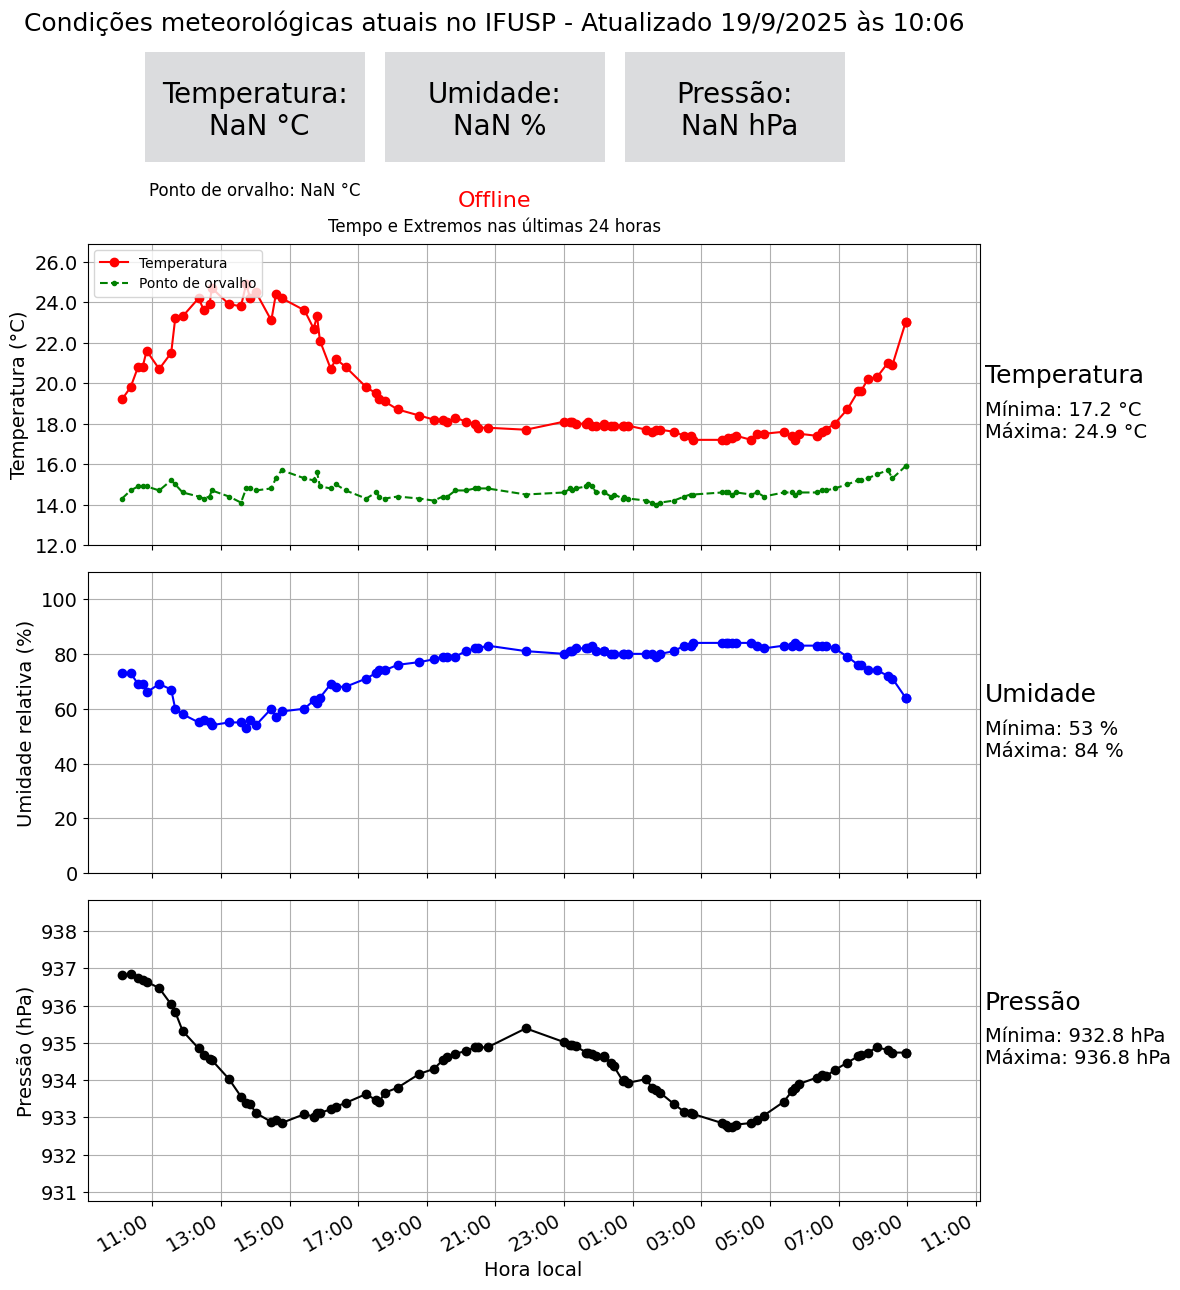 Condições meteorológicas atuais no IFUSP - Atualizado 19/9/2025 às 10:06
Temperatura:
NaN °C
Umidade:
NaN %
Pressão:
NaN hPa
Ponto de orvalho: NaN °C
Offline
Tempo e Extremos nas últimas 24 horas
Temperatura
Ponto de orvalho
Temperatura (°C)
26.0
24.0
22.0
20.0
18.0
16.0
14.0
12.0
Temperatura
Mínima: 17.2 °C
Máxima: 24.9 °C
Umidade relativa (%)
100
80
60
40
20
0
Umidade
Mínima: 53 %
Máxima: 84 %
Pressão (hPa)
938
937
936
935
934
933
932
931
Pressão
Mínima: 932.8 hPa
Máxima: 936.8 hPa
11:00
13:00
15:00
17:00
19:00
21:00
23:00
01:00
03:00
05:00
07:00
09:00
11:00
Hora local